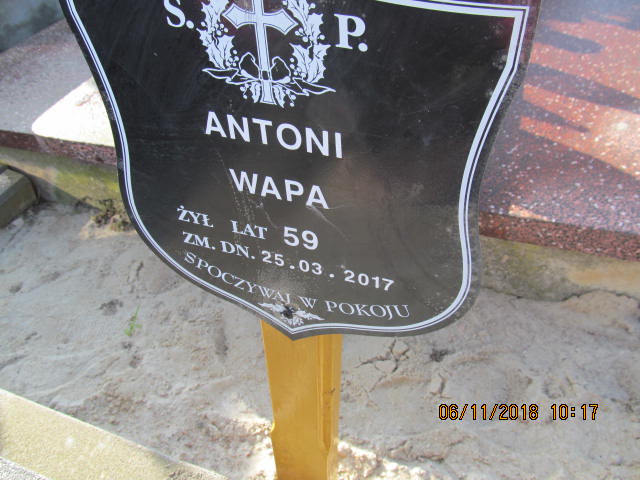 Ś. P.
ANTONI
WAPA
ŻYŁ LAT 59
ZM. DN. 25.03.2017
SPOCZYWAJ W POKOJU
06/11/2018 10:17